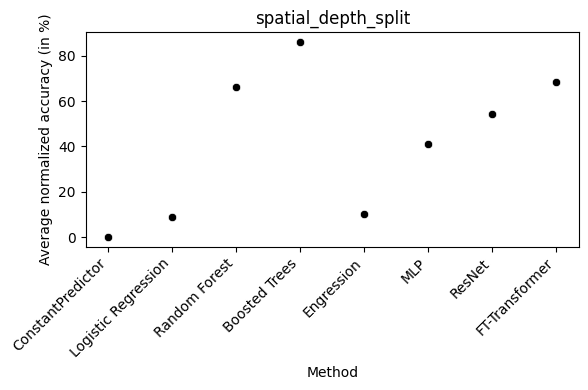 spatial_depth_split
Average normalized accuracy (in %)
80
60
40
20
0
ConstantPredictor
Logistic Regression
Random Forest
Boosted Trees
Engression
MLP
ResNet
FT-Transformer
Method